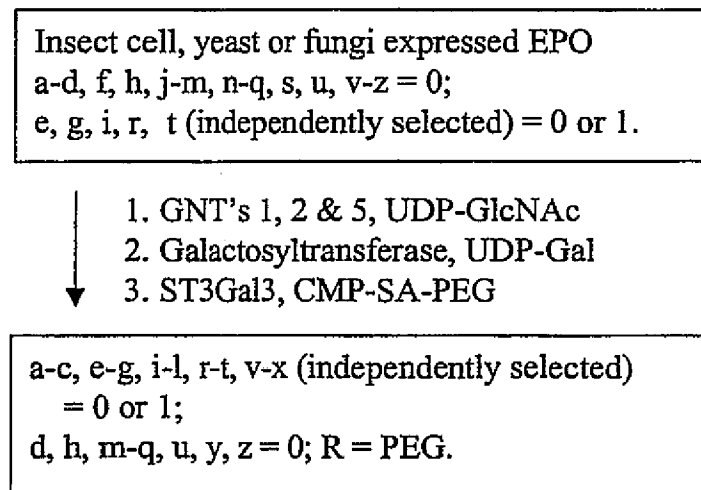 Insect cell, yeast or fungi expressed EPO
a-d, f, h, j-m, n-q, s, u, v-z = 0;
e, g, i, r, t (independently selected) = 0 or 1.
1. GNT's 1, 2 & 5, UDP-GlcNAc
2. Galactosyltransferase, UDP-Gal
3. ST3Gal3, CMP-SA-PEG
a-c, e-g, i-l, r-t, v-x (independently selected)
= 0 or 1;
d, h, m-q, u, y, z = 0; R = PEG.